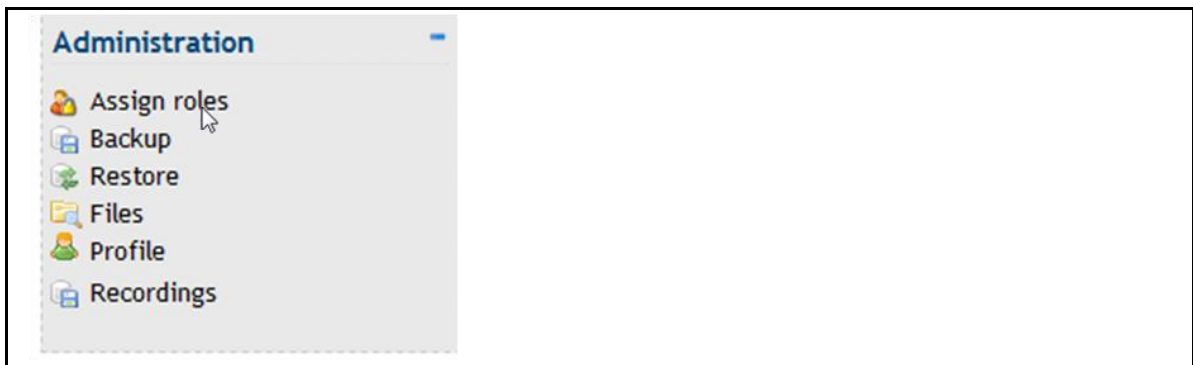 Administration
Assign roles
Backup
Restore
Files
Profile
Recordings